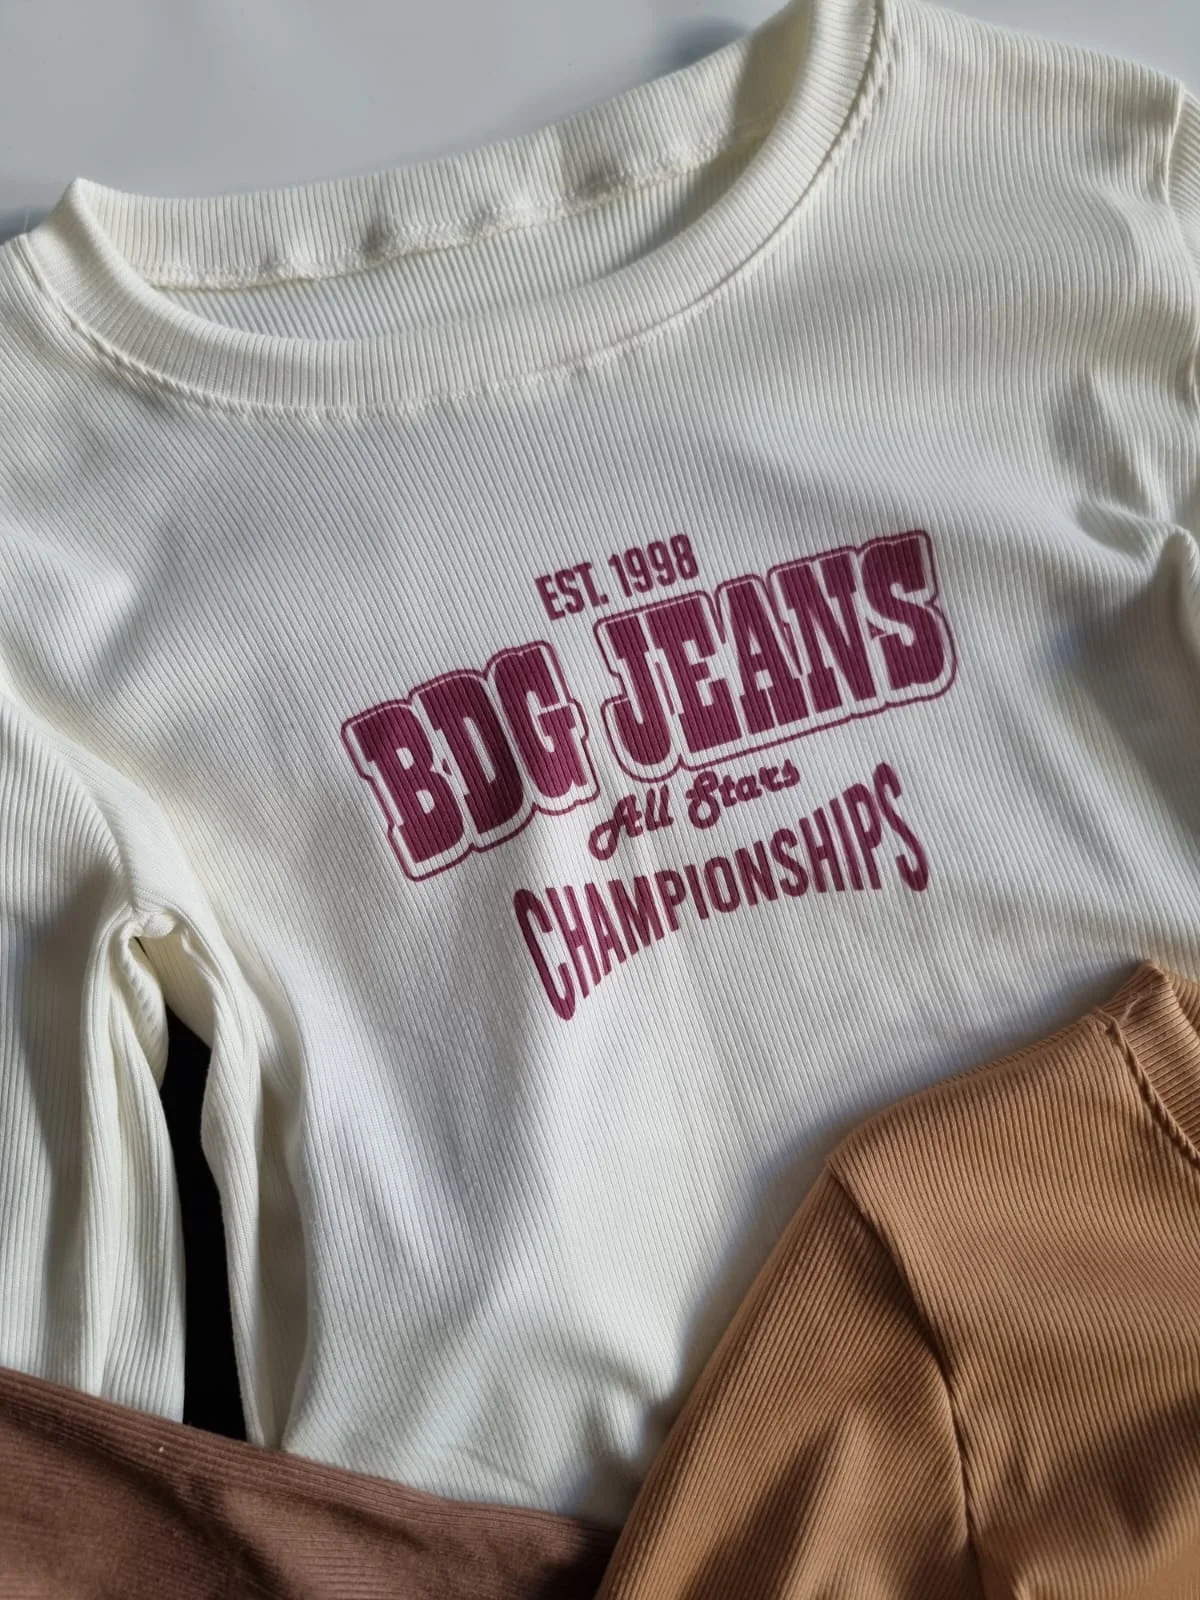 EST. 1998
BDG JEANS
All Stars
CHAMPIONSHIPS